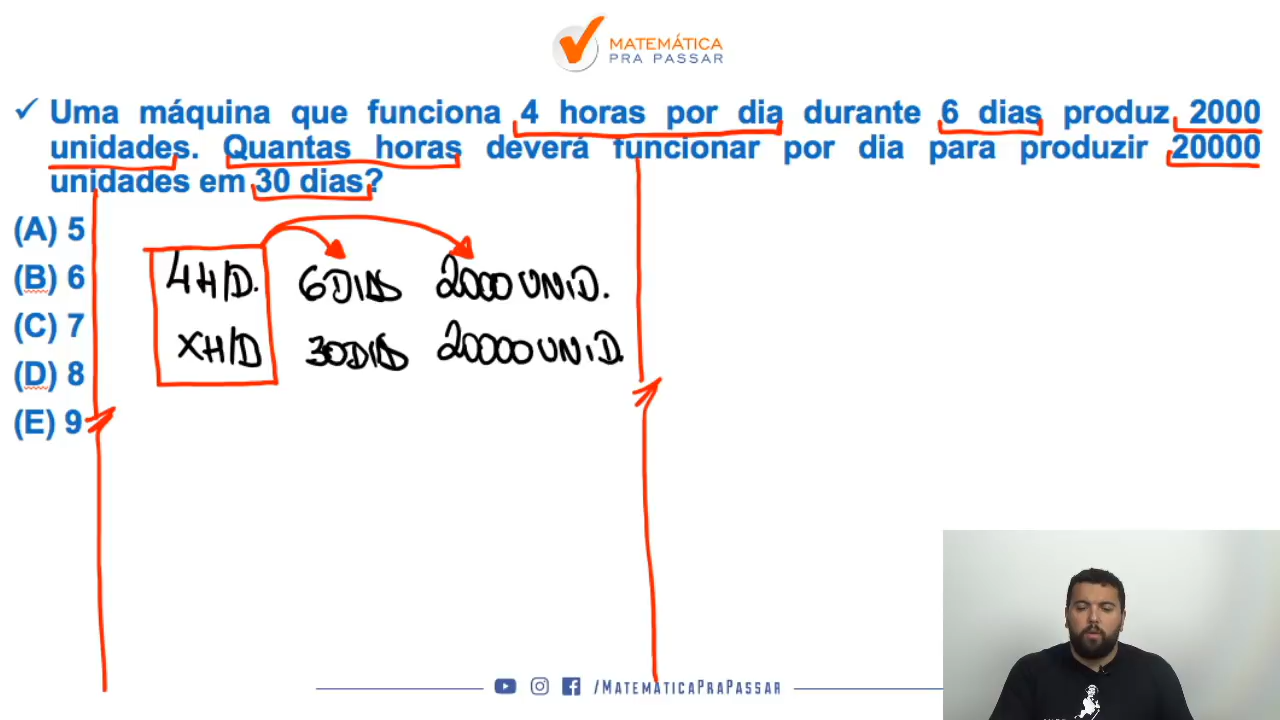 MATEMÁTICA
PRA PASSAR
✓ Uma máquina que funciona 4 horas por dia durante 6 dias produz 2000
unidades. Quantas horas deverá funcionar por dia para produzir 20000
unidades em 30 dias?
(A) 5
(B) 6
(C) 7
(D) 8
(E) 9
4H/D. 6DIAS 2000UNID.
XH/D 30DIAS 20000UNID.
/MATEMÁTICAPRAPASSAR